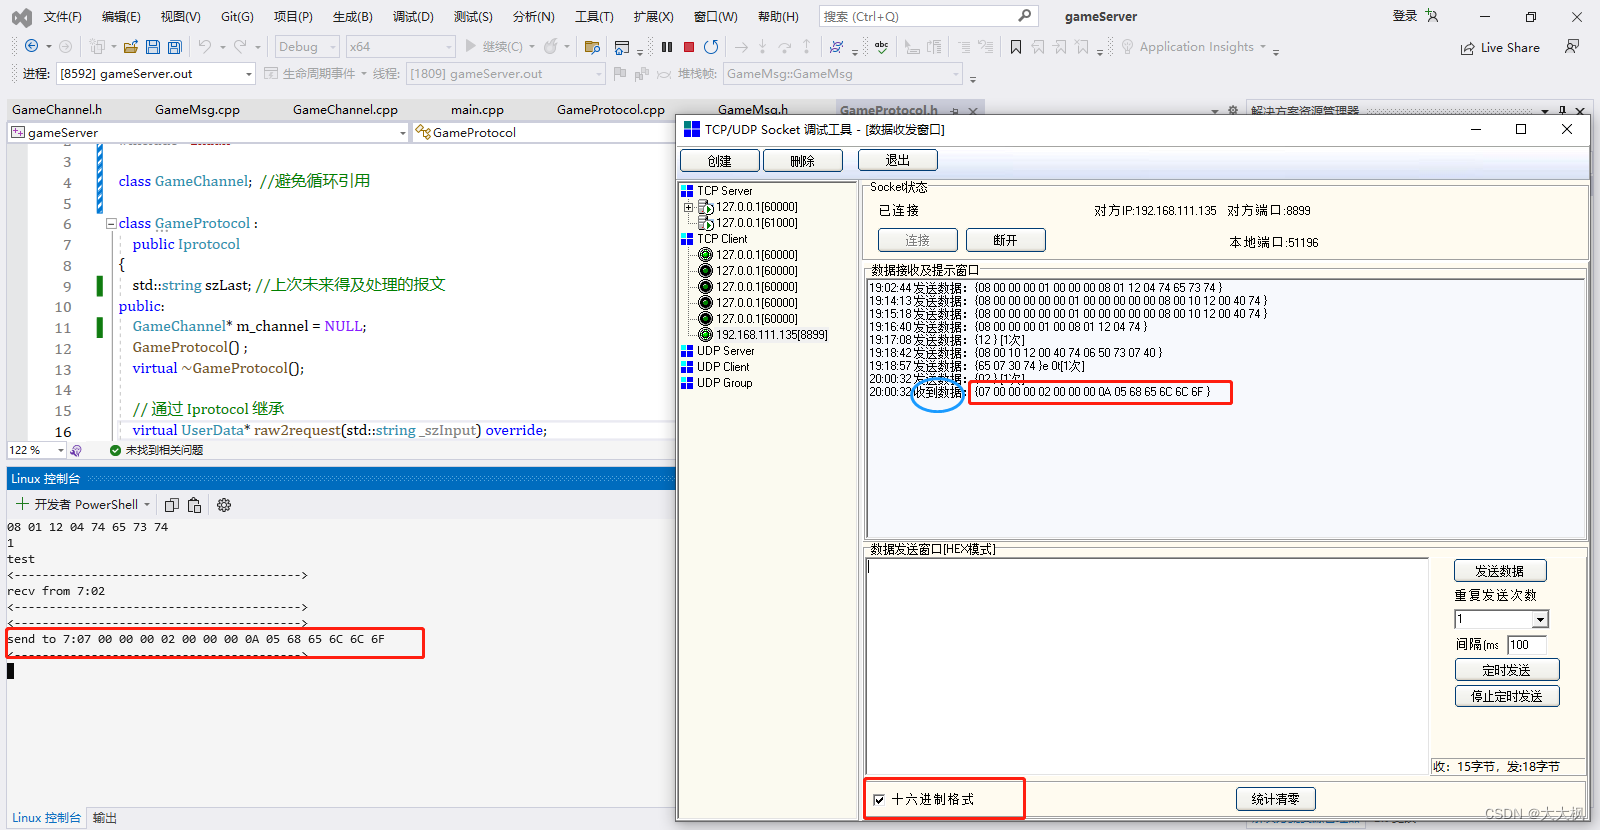 文件(F) 编辑(E) 视图(V) Git(G) 项目(P) 生成(B) 调试(D) 测试(S) 分析(N) 工具(T) 扩展(X) 窗口(W) 帮助(H) 搜索 (Ctrl+Q) gameServer 登录
Debug x64 继续(C) Application Insights Live Share
进程: [8592] gameServer.out 生命周期事件 线程: [1809] gameServer.out 堆栈帧: GameMsg::GameMsg
GameChannel.h GameMsg.cpp GameChannel.cpp main.cpp GameProtocol.cpp GameMsg.h GameProtocol.h 解决方案资源管理器
gameServer GameProtocol
3
4 class GameChannel; //避免循环引用
5
6 class GameProtocol :
7 public Iprotocol
8 {
9 std::string szLast; //上次未来得及处理的报文
10 public:
11 GameChannel* m_channel = NULL;
12 GameProtocol() ;
13 virtual ~GameProtocol();
14
15 // 通过 Iprotocol 继承
16 virtual UserData* raw2request(std::string _szInput) override;
122 % 未找到相关问题
Linux 控制台
开发者 PowerShell
08 01 12 04 74 65 73 74
1
test
<----------------------------------------->
recv from 7:02
<----------------------------------------->
<----------------------------------------->
send to 7:07 00 00 00 02 00 00 00 0A 05 68 65 6C 6C 6F
<----------------------------------------->
Linux 控制台 输出
TCP/UDP Socket 调试工具 - [数据收发窗口]
创建 删除 退出
TCP Server
127.0.0.1[60000]
127.0.0.1[61000]
TCP Client
127.0.0.1[60000]
127.0.0.1[60000]
127.0.0.1[60000]
127.0.0.1[60000]
127.0.0.1[60000]
192.168.111.135[8899]
UDP Server
UDP Client
UDP Group
Socket状态
已连接 对方IP:192.168.111.135 对方端口:8899
连接 断开 本地端口:51196
数据接收及提示窗口
19:02:44 发送数据: {08 00 00 00 01 00 00 00 08 01 12 04 74 65 73 74 }
19:14:13 发送数据: {08 00 00 00 00 00 01 00 00 00 00 00 08 00 10 12 00 40 74 }
19:15:18 发送数据: {08 00 00 00 00 00 01 00 00 00 00 00 08 00 10 12 00 40 74 }
19:16:40 发送数据: {08 00 00 00 01 00 08 01 12 04 74 }
19:17:08 发送数据: {12 } [1次]
19:18:42 发送数据: {08 00 10 12 00 40 74 06 50 73 07 40 }
19:18:57 发送数据: {65 07 30 74 }e 0t[1次]
20:00:32 发送数据: {02 } [1次]
20:00:32 收到数据: {07 00 00 00 02 00 00 00 0A 05 68 65 6C 6C 6F }
数据发送窗口[HEX模式]
发送数据
重复发送次数
1
间隔(ms 100
定时发送
停止定时发送
收: 15字节, 发:18字节
十六进制格式 统计清零
CSDN @大大枫